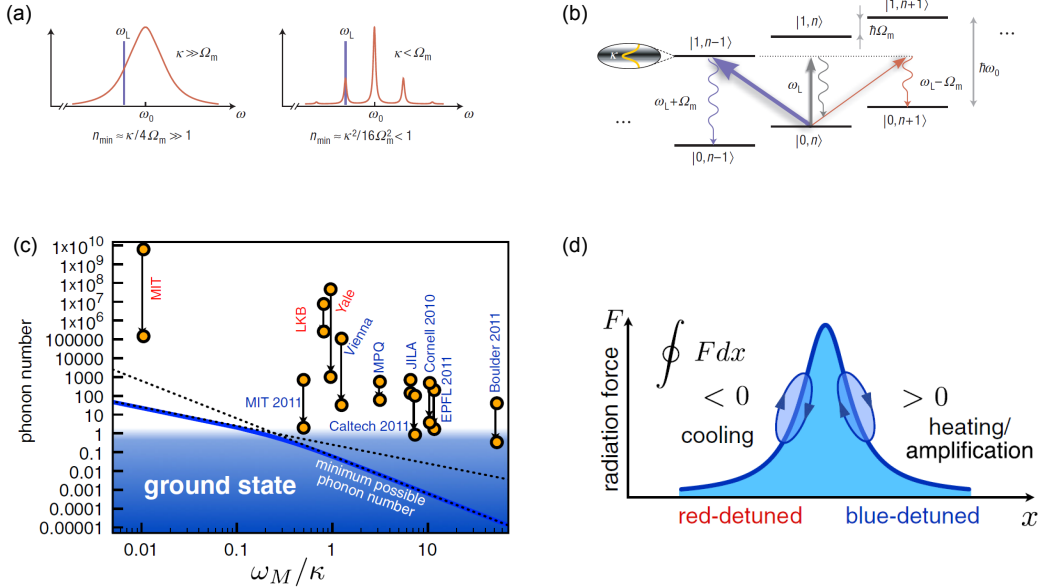 (a)
ω_L
κ≫Ω_m
ω_0
ω
n_min ≃ κ/4Ω_m ≫ 1
ω_L
κ<Ω_m
ω_0
ω
n_min ≃ κ²/16Ω_m² < 1
(b)
|1,n+1⟩
|1,n⟩
ħΩ_m
...
κ
|1,n−1⟩
ω_L+Ω_m
ω_L
ω_L−Ω_m
ħω_0
...
|0,n+1⟩
|0,n⟩
|0,n−1⟩
(c)
phonon number
1x10^10
1x10^9
1x10^8
1x10^7
1x10^6
100000
10000
1000
100
10
1
0.1
0.01
0.001
0.0001
0.00001
MIT
LKB
Yale
Vienna
MPQ
JILA
Cornell 2010
EPFL 2011
Boulder 2011
MIT 2011
Caltech 2011
ground state
minimum possible
phonon number
0.01
0.1
1
10
ω_M/κ
(d)
F
radiation force
∮ Fdx
< 0
cooling
> 0
heating/
amplification
red-detuned
blue-detuned
x